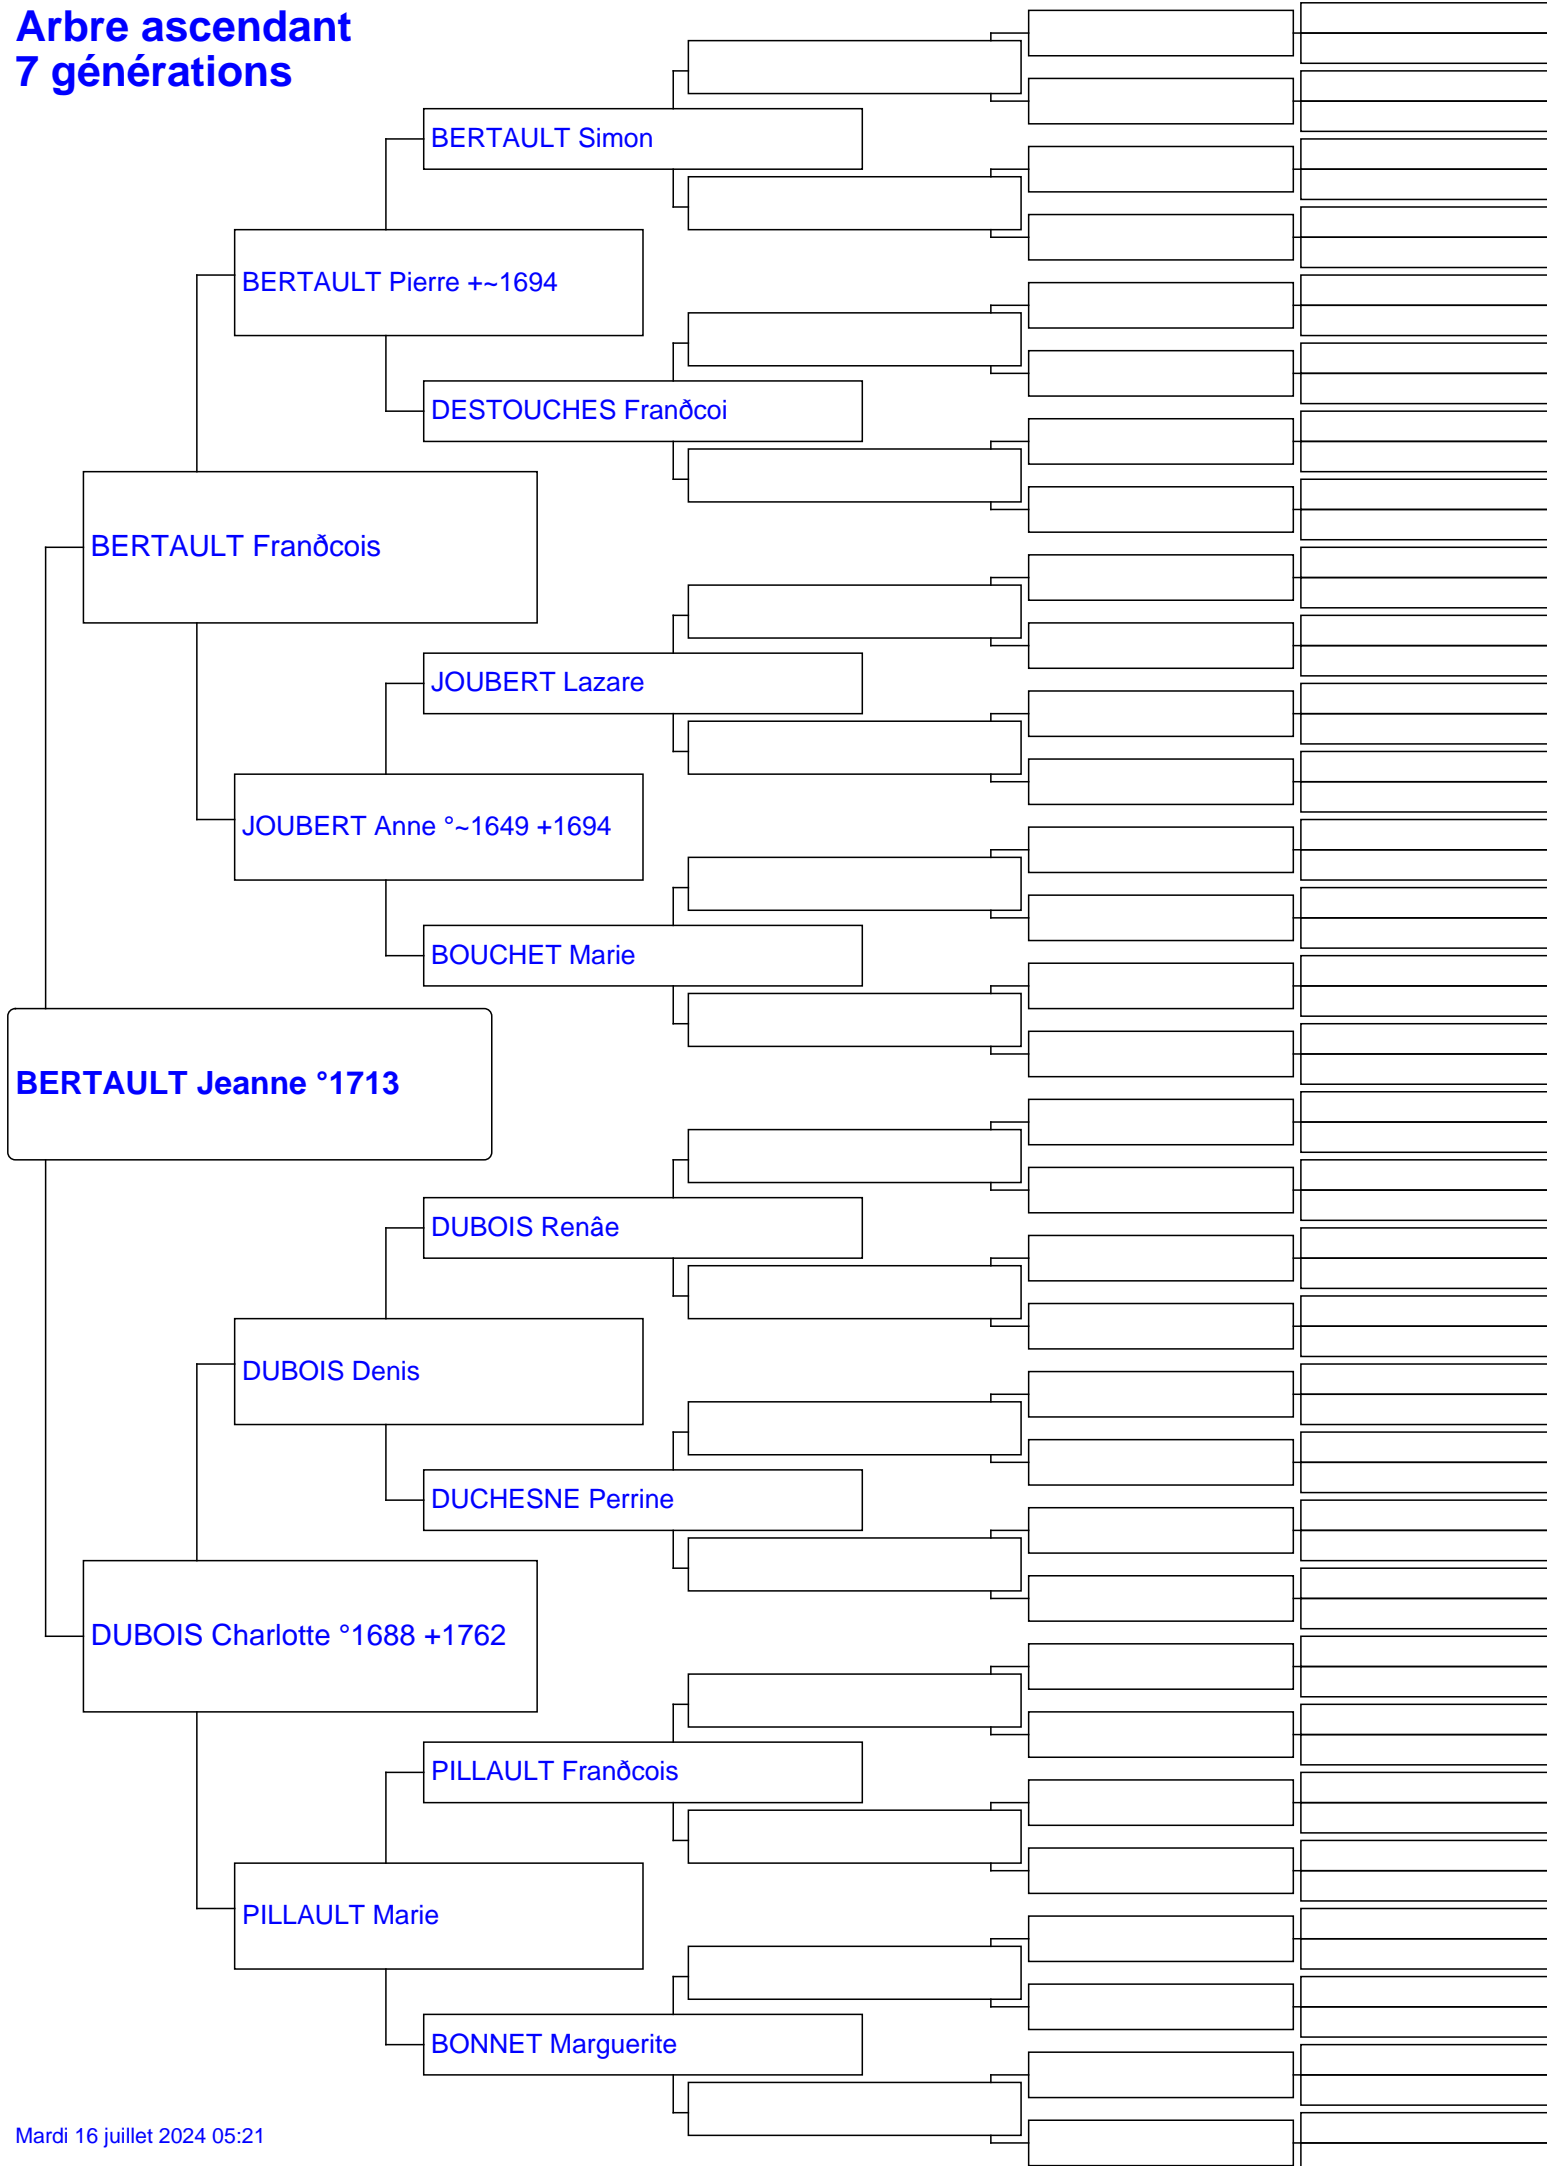 Arbre ascendant
7 générations
BERTAULT Simon
BERTAULT Pierre +~1694
DESTOUCHES Franðcoi
BERTAULT Franðcois
JOUBERT Lazare
JOUBERT Anne °~1649 +1694
BOUCHET Marie
BERTAULT Jeanne °1713
DUBOIS Renâe
DUBOIS Denis
DUCHESNE Perrine
DUBOIS Charlotte °1688 +1762
PILLAULT Franðcois
PILLAULT Marie
BONNET Marguerite
Mardi 16 juillet 2024 05:21